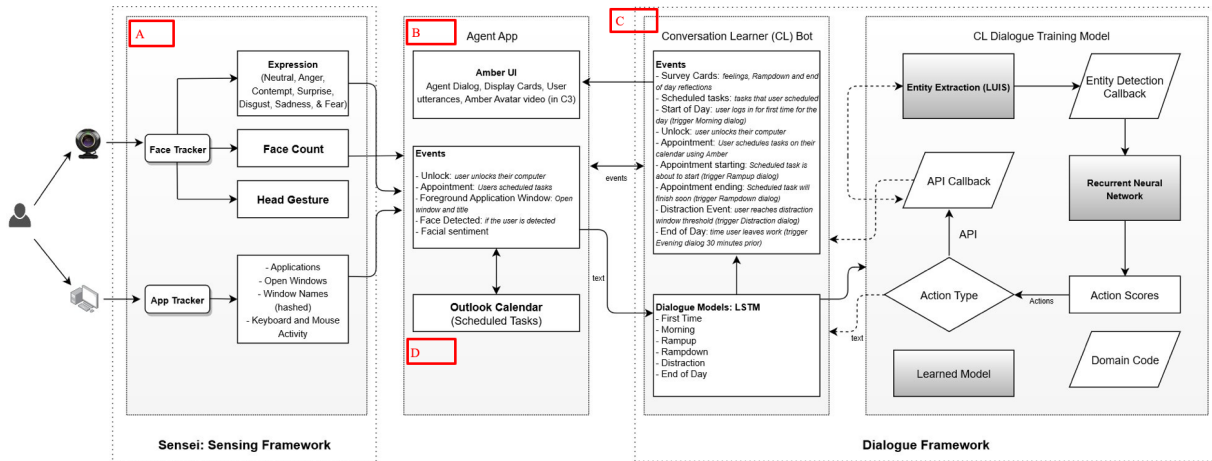 A
Expression
(Neutral, Anger,
Contempt, Surprise,
Disgust, Sadness, & Fear)
Face Tracker
Face Count
Head Gesture
App Tracker
- Applications
- Open Windows
- Window Names
(hashed)
- Keyboard and Mouse
Activity
Sensei: Sensing Framework
B
Agent App
Amber UI
Agent Dialog, Display Cards, User
utterances, Amber Avatar video (in C3)
Events
- Unlock: user unlocks their computer
- Appointment: Users scheduled tasks
- Foreground Application Window: Open
window and title
- Face Detected: if the user is detected
- Facial sentiment
Outlook Calendar
(Scheduled Tasks)
D
events
text
C
Conversation Learner (CL) Bot
Events
- Survey Cards: feelings, Rampdown and end
of day reflections
- Scheduled tasks: tasks that user scheduled
- Start of Day: user logs in for first time for the
day (trigger Morning dialog)
- Unlock: user unlocks their computer
- Appointment: User schedules tasks on their
calendar using Amber
- Appointment starting: Scheduled task is
about to start (trigger Rampup dialog)
- Appointment ending: Scheduled task will
finish soon (trigger Rampdown dialog)
- Distraction Event: user reaches distraction
window threshold (trigger Distraction dialog)
- End of Day: time user leaves work (trigger
Evening dialog 30 minutes prior)
Dialogue Models: LSTM
- First Time
- Morning
- Rampup
- Rampdown
- Distraction
- End of Day
CL Dialogue Training Model
Entity Extraction (LUIS)
Entity Detection
Callback
API Callback
Recurrent Neural
Network
API
Action Type
Actions
Action Scores
text
Learned Model
Domain Code
Dialogue Framework